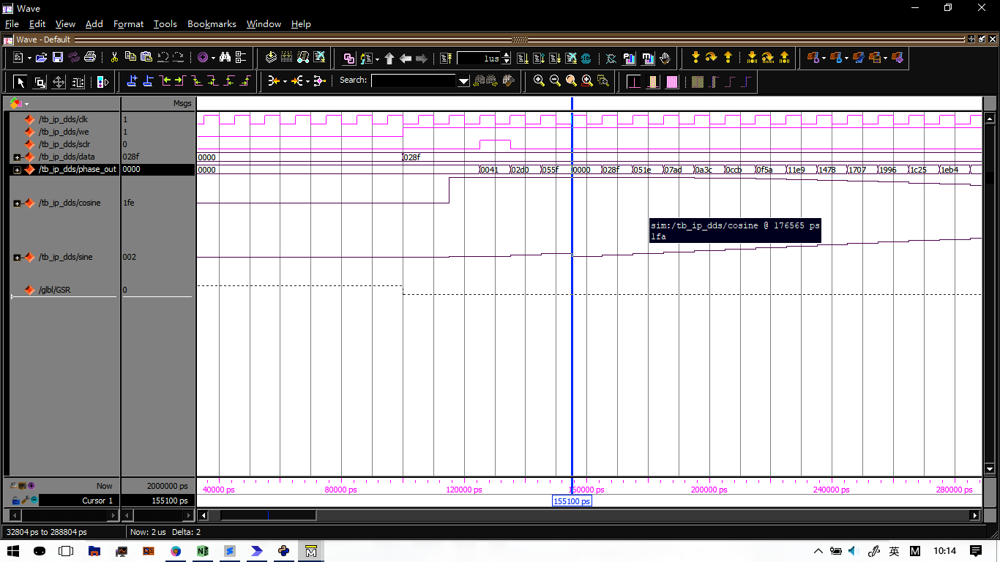 Wave
File Edit View Add Format Tools Bookmarks Window Help
Wave - Default
1us
Search:
Msgs
/tb_ip_dds/clk 1
/tb_ip_dds/we 1
/tb_ip_dds/sclr 0
/tb_ip_dds/data 028f 0000 028f
/tb_ip_dds/phase_out 0000 0000 0041 02d0 055f 0000 028f 051e 07ad 0a3c 0ccb 0f5a 11e9 1478 1707 1996 1c25 1eb4
/tb_ip_dds/cosine 1fe
sim:/tb_ip_dds/cosine @ 176565 ps
1fa
/tb_ip_dds/sine 002
/glbl/GSR 0
Now 2000000 ps 40000 ps 80000 ps 120000 ps 160000 ps 200000 ps 240000 ps 280000 ps
Cursor 1 155100 ps 155100 ps
32804 ps to 288804 ps Now: 2 us Delta: 2
英 M 10:14